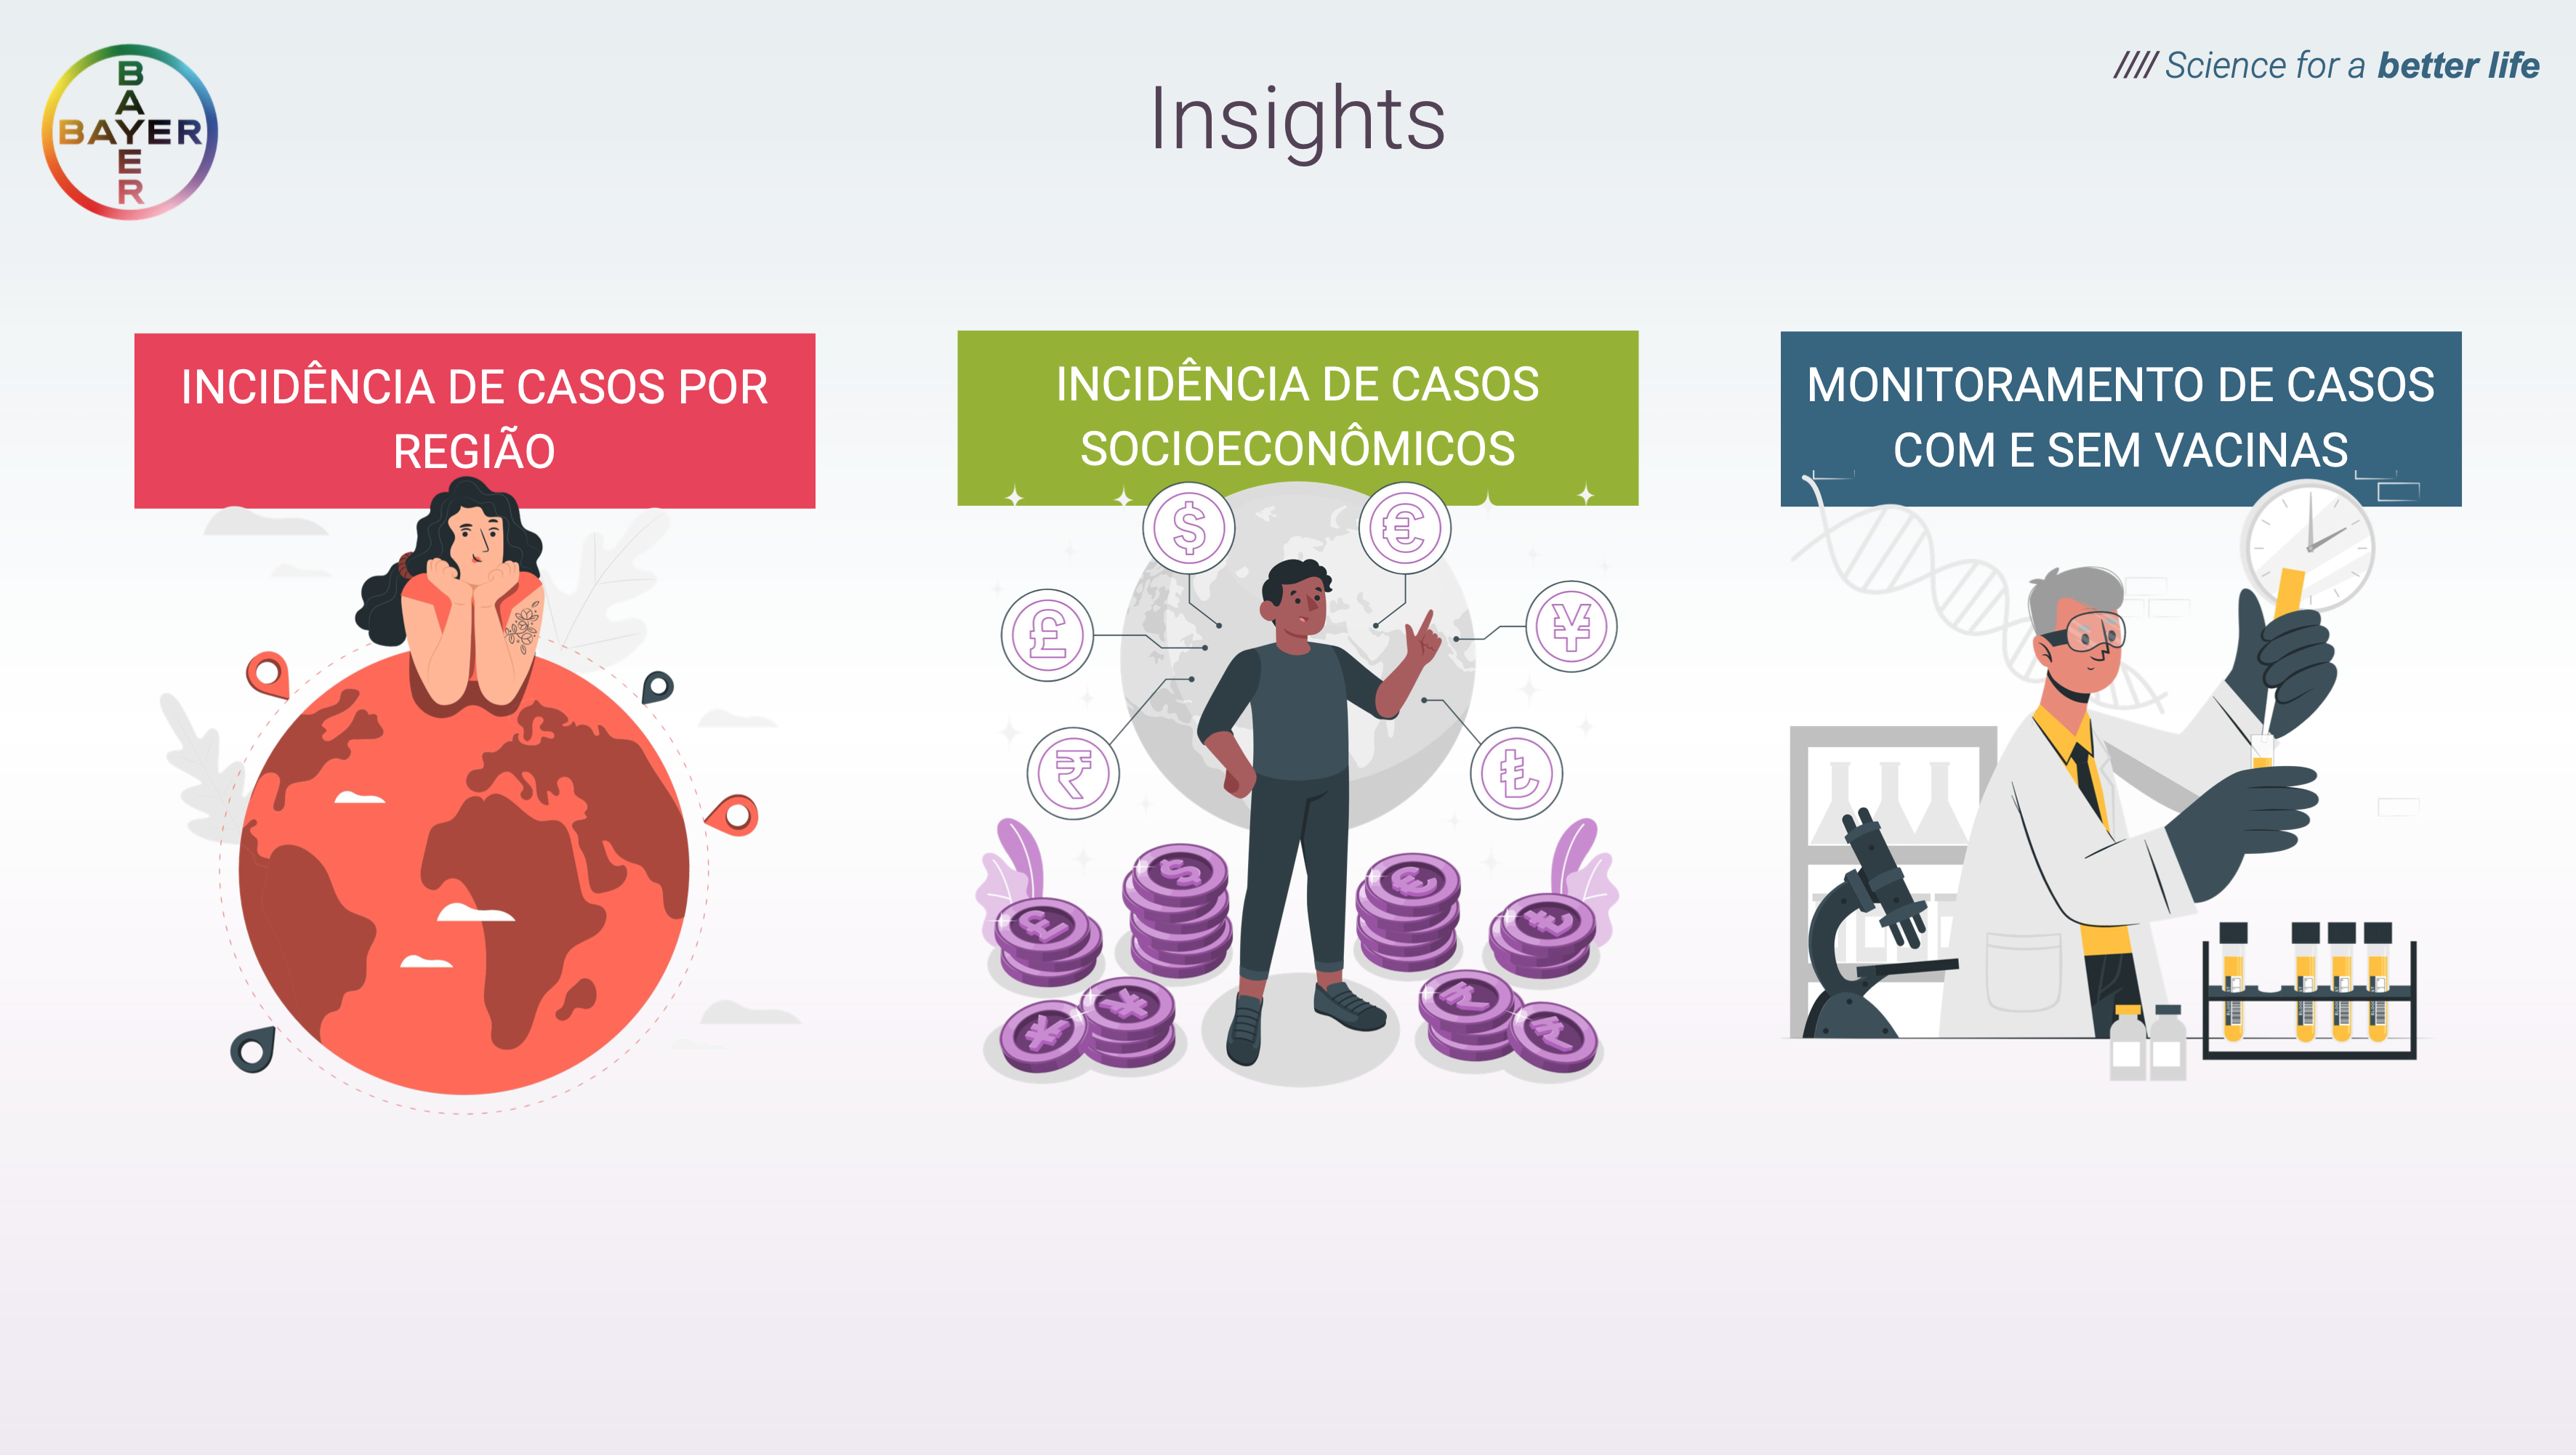 BAYER
BAYER
//// Science for a better life
Insights
INCIDÊNCIA DE CASOS POR
REGIÃO
INCIDÊNCIA DE CASOS
SOCIOECONÔMICOS
MONITORAMENTO DE CASOS
COM E SEM VACINAS
$
€
£
¥
₹
₺